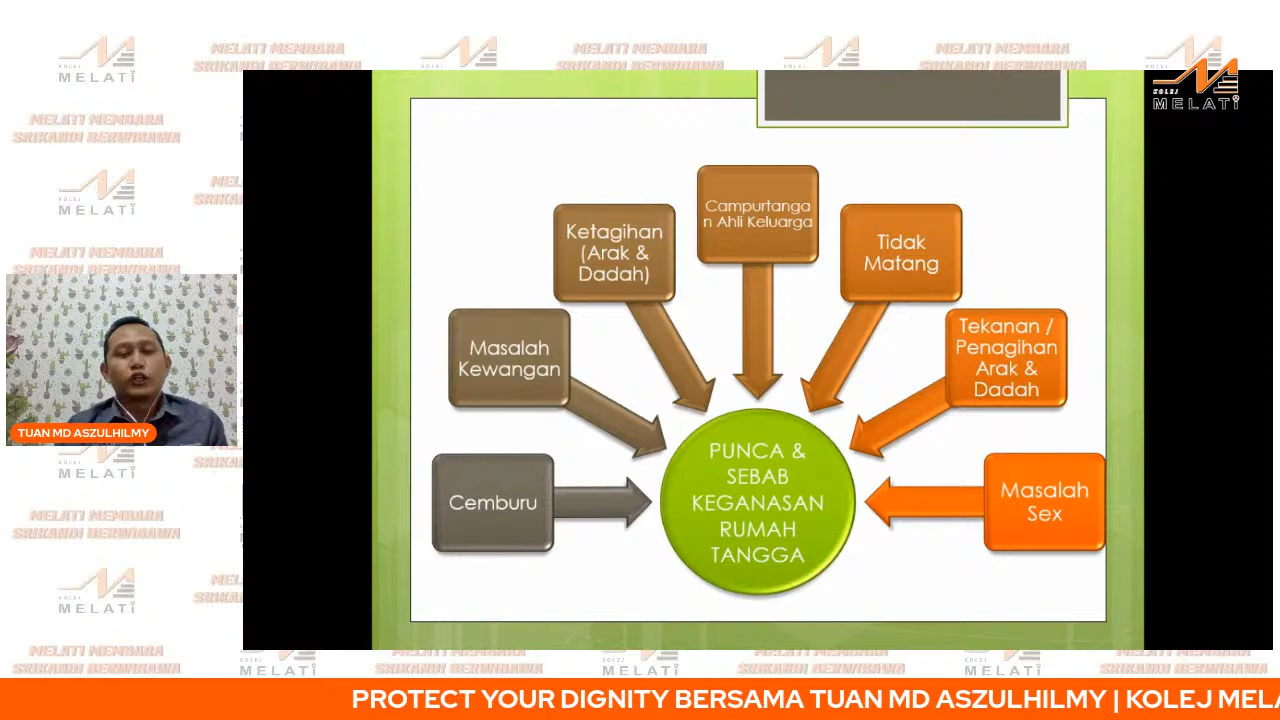 KOLEJ
MELATI
MELATI MEMBARA
SRIKANDI BERWIBAWA
KOLEJ
MELATI
Campurtanga
n Ahli Keluarga
Ketagihan
(Arak &
Dadah)
Tidak
Matang
Masalah
Kewangan
Tekanan /
Penagihan
Arak &
Dadah
Cemburu
PUNCA &
SEBAB
KEGANASAN
RUMAH
TANGGA
Masalah
Sex
TUAN MD ASZULHILMY
PROTECT YOUR DIGNITY BERSAMA TUAN MD ASZULHILMY | KOLEJ MELA